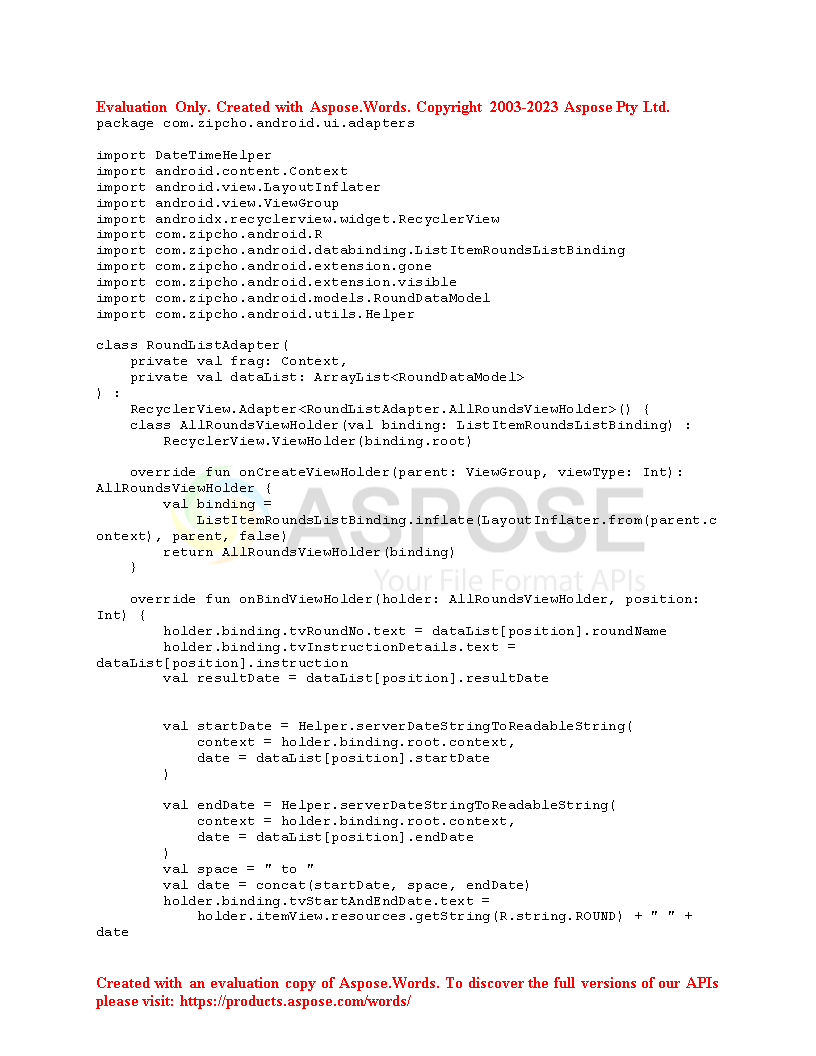 Evaluation Only. Created with Aspose.Words. Copyright 2003-2023 Aspose Pty Ltd.
package com.zipcho.android.ui.adapters

import DateTimeHelper
import android.content.Context
import android.view.LayoutInflater
import android.view.ViewGroup
import androidx.recyclerview.widget.RecyclerView
import com.zipcho.android.R
import com.zipcho.android.databinding.ListItemRoundsListBinding
import com.zipcho.android.extension.gone
import com.zipcho.android.extension.visible
import com.zipcho.android.models.RoundDataModel
import com.zipcho.android.utils.Helper

class RoundListAdapter(
    private val frag: Context,
    private val dataList: ArrayList<RoundDataModel>
) :
    RecyclerView.Adapter<RoundListAdapter.AllRoundsViewHolder>() {
    class AllRoundsViewHolder(val binding: ListItemRoundsListBinding) :
        RecyclerView.ViewHolder(binding.root)

    override fun onCreateViewHolder(parent: ViewGroup, viewType: Int):
AllRoundsViewHolder {
        val binding =
            ListItemRoundsListBinding.inflate(LayoutInflater.from(parent.c
ontext), parent, false)
        return AllRoundsViewHolder(binding)
    }
ASPOSE
Your File Format APIs

    override fun onBindViewHolder(holder: AllRoundsViewHolder, position:
Int) {
        holder.binding.tvRoundNo.text = dataList[position].roundName
        holder.binding.tvInstructionDetails.text =
dataList[position].instruction
        val resultDate = dataList[position].resultDate


        val startDate = Helper.serverDateStringToReadableString(
            context = holder.binding.root.context,
            date = dataList[position].startDate
        )

        val endDate = Helper.serverDateStringToReadableString(
            context = holder.binding.root.context,
            date = dataList[position].endDate
        )
        val space = " to "
        val date = concat(startDate, space, endDate)
        holder.binding.tvStartAndEndDate.text =
            holder.itemView.resources.getString(R.string.ROUND) + " " +
date

Created with an evaluation copy of Aspose.Words. To discover the full versions of our APIs
please visit: https://products.aspose.com/words/